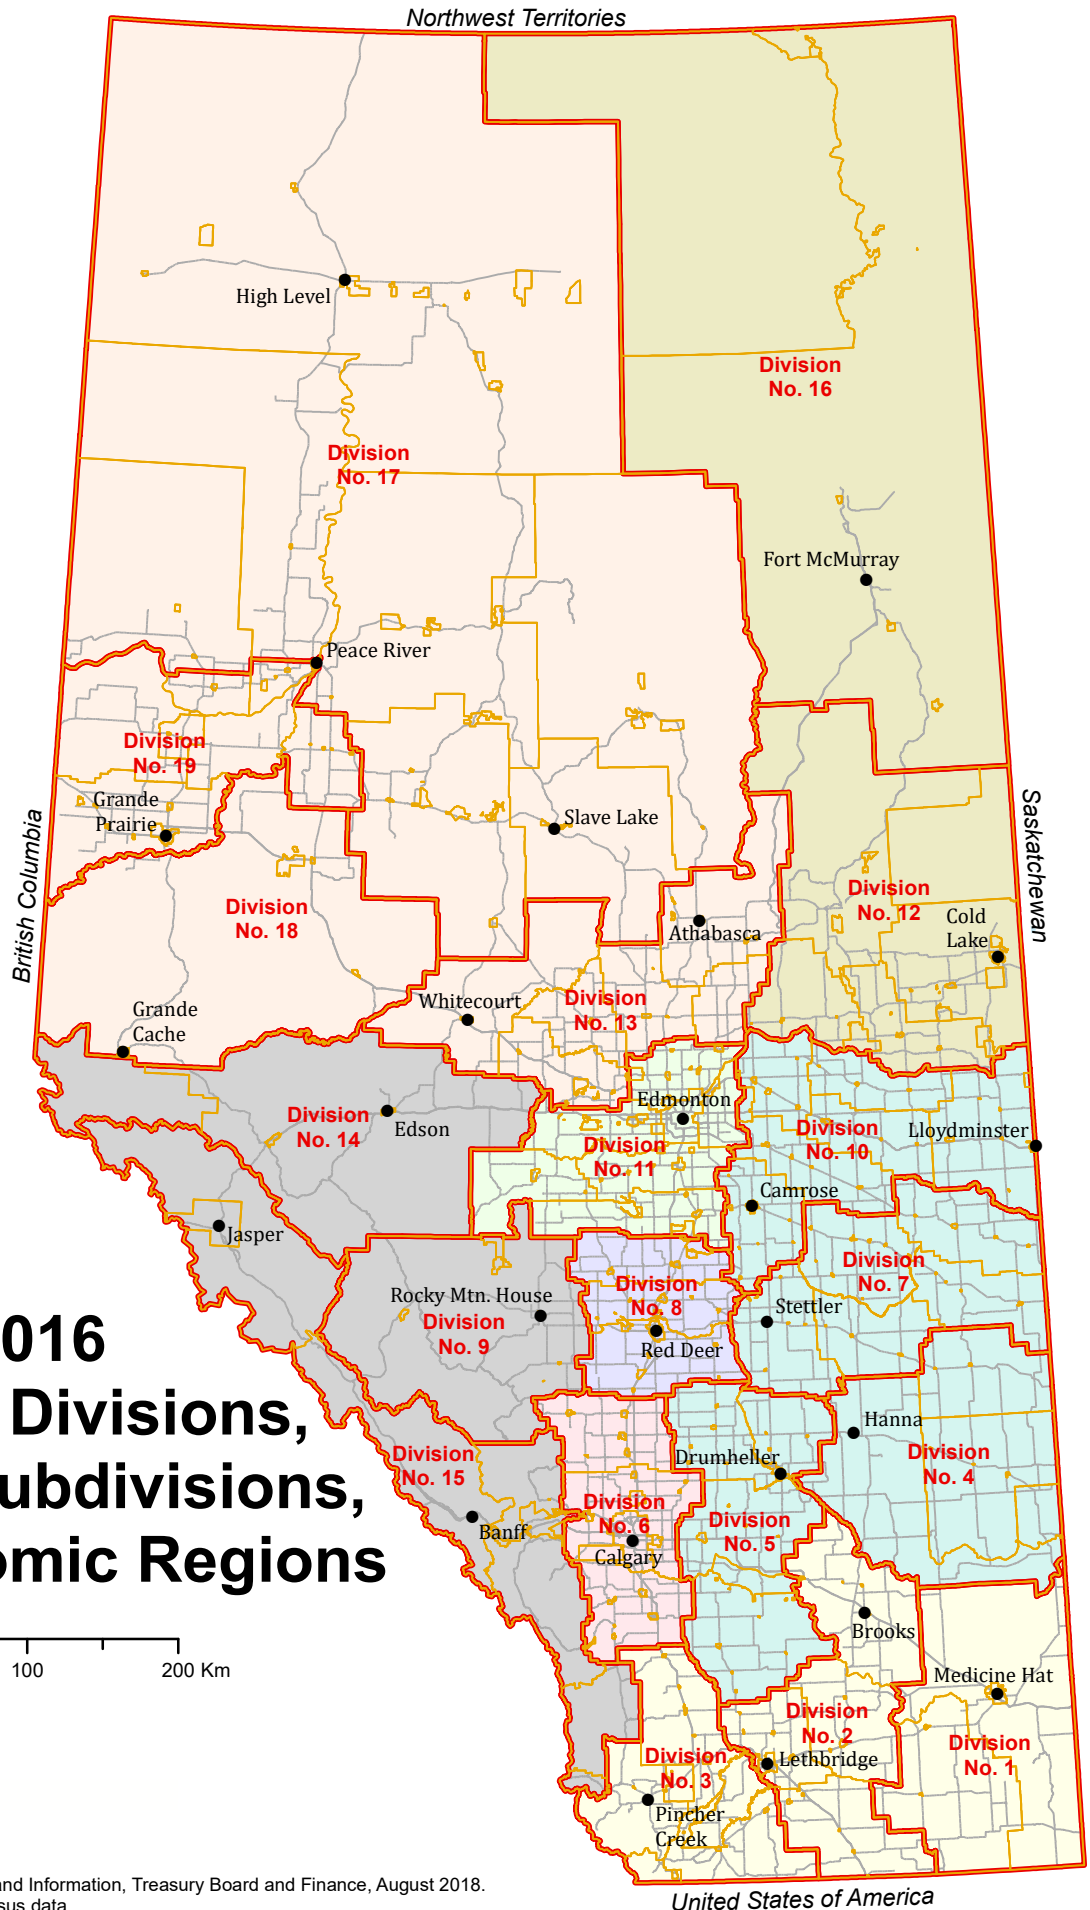 Northwest Territories
High Level
Division
No. 16
Division
No. 17
Fort McMurray
Peace River
Division
No. 19
Grande
Prairie
Slave Lake
Saskatchewan
British Columbia
Division
No. 18
Division
No. 12
Cold
Lake
Athabasca
Whitecourt
Division
No. 13
Grande
Cache
Edmonton
Division
No. 14
Edson
Division
No. 11
Division
No. 10
Lloydminster
Camrose
Jasper
Division
No. 7
Rocky Mtn. House
Division
No. 9
Division
No. 8
Red Deer
Stettler
016
Divisions,
ubdivisions,
omic Regions
Hanna
Division
No. 4
Drumheller
Division
No. 15
Banff
Division
No. 6
Calgary
Division
No. 5
Brooks
100
200 Km
Medicine Hat
Division
No. 2
Division
No. 1
Lethbridge
Division
No. 3
Pincher
Creek
and Information, Treasury Board and Finance, August 2018.
sus data
United States of America